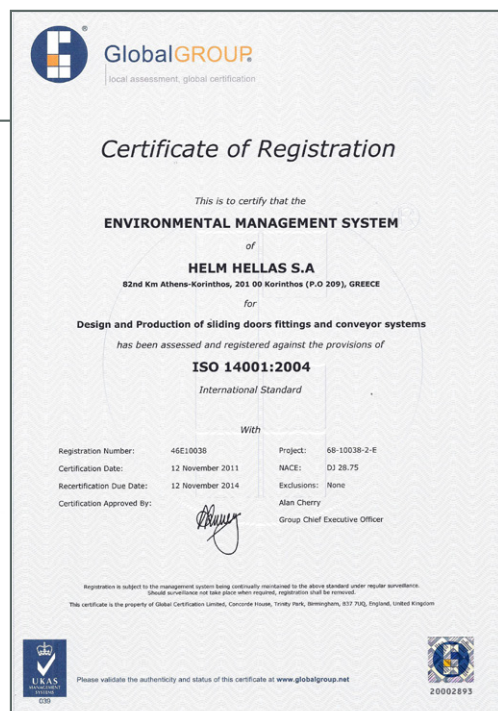 ®
GlobalGROUP®
local assessment, global certification
Certificate of Registration
This is to certify that the
ENVIRONMENTAL MANAGEMENT SYSTEM
of
HELM HELLAS S.A
82nd Km Athens-Korinthos, 201 00 Korinthos (P.O 209), GREECE
for
Design and Production of sliding doors fittings and conveyor systems
has been assessed and registered against the provisions of
ISO 14001:2004
International Standard
With
Registration Number: 46E10038 Project: 68-10038-2-E
Certification Date: 12 November 2011 NACE: DJ 28.75
Recertification Due Date: 12 November 2014 Exclusions: None
Certification Approved By: Alan Cherry
Group Chief Executive Officer
Registration is subject to the management system being continually maintained to the above standard under regular surveillance.
Should surveillance not take place when required, registration shall be removed.
This certificate is the property of Global Certification Limited, Concorde House, Trinity Park, Birmingham, B37 7UQ, England, United Kingdom
UKAS
MANAGEMENT
SYSTEMS
039
Please validate the authenticity and status of this certificate at www.globalgroup.net
20002893